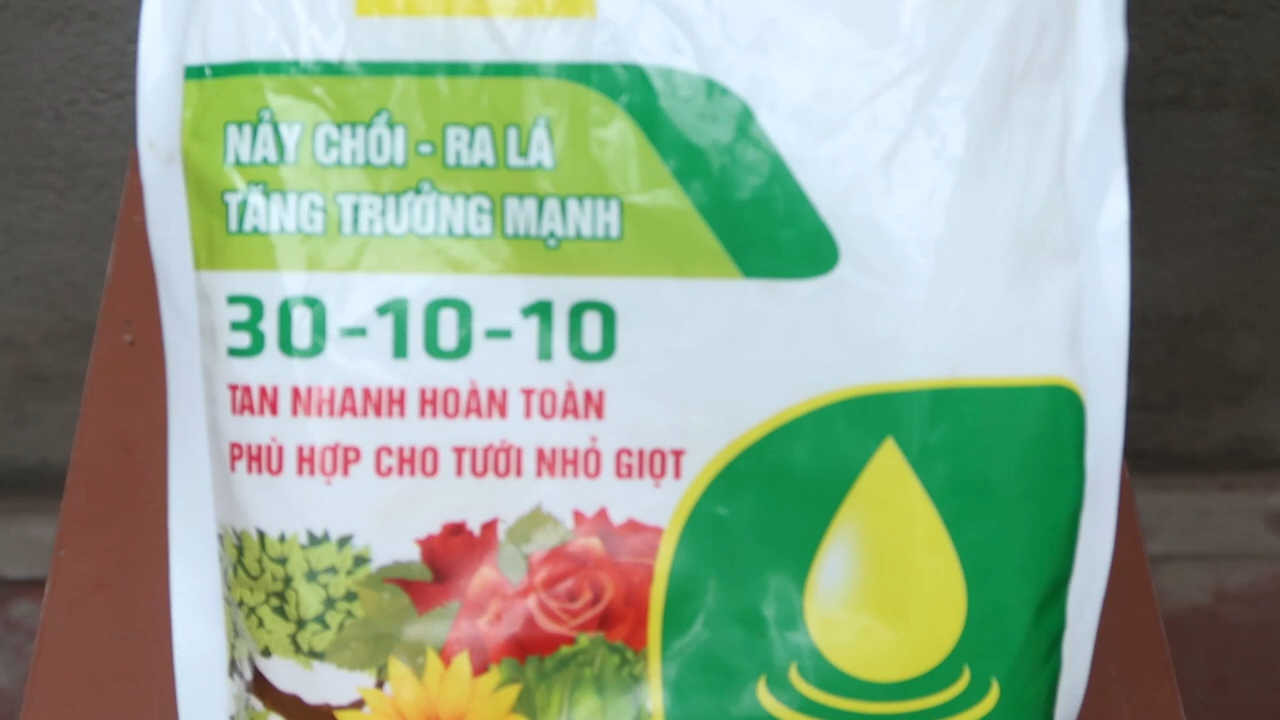 NẢY CHỒI - RA LÁ
TĂNG TRƯỞNG MẠNH
30-10-10
TAN NHANH HOÀN TOÀN
PHÙ HỢP CHO TƯỚI NHỎ GIỌT